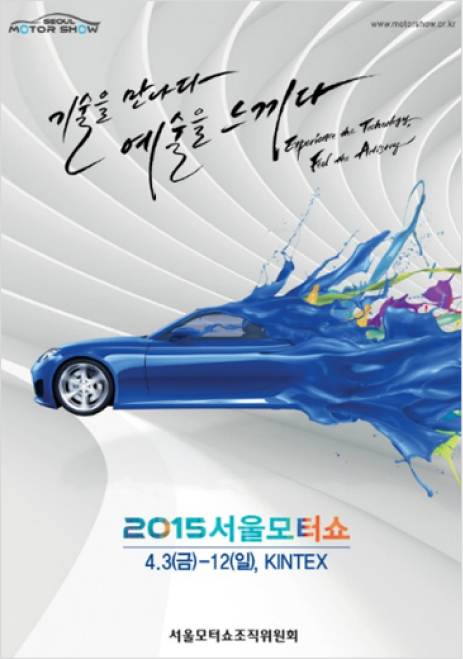 SEOUL
MOTOR SHOW
www.motorshow.or.kr
기술을 만나다
예술을 느끼다
Experience the Technology,
Feel the Artistry
2015서울모터쇼
4.3(금)-12(일), KINTEX
서울모터쇼조직위원회